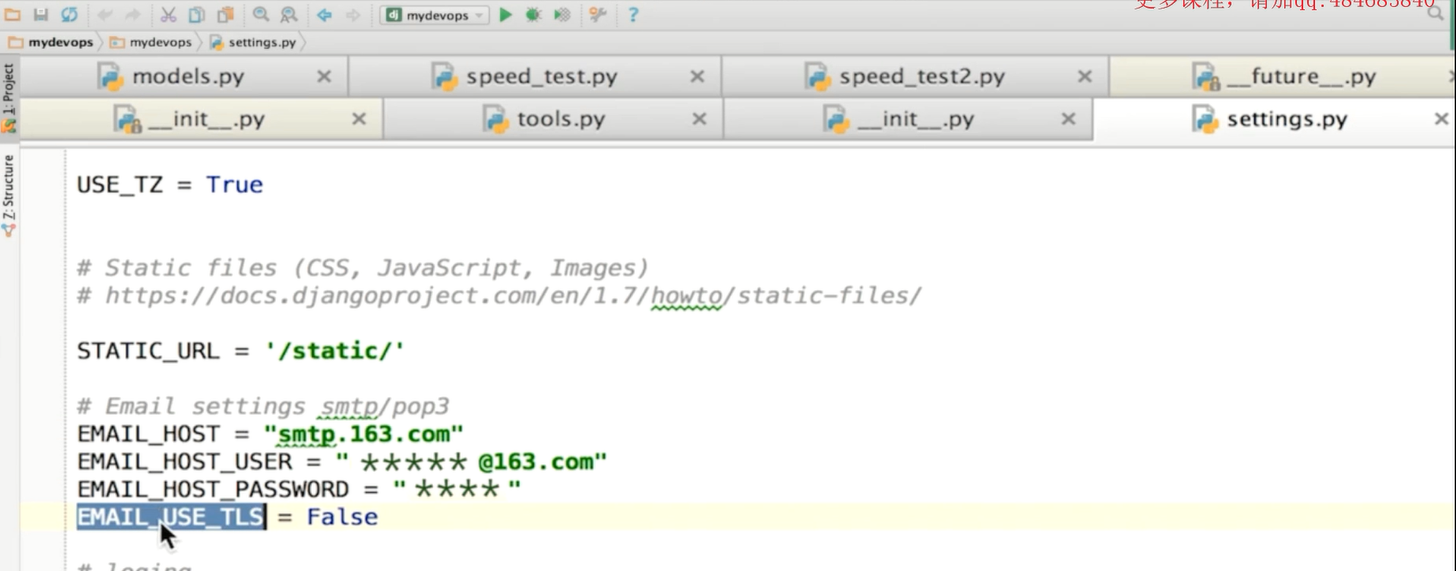 更多课程，请加qq:484685840
mydevops
mydevops mydevops settings.py
models.py speed_test.py speed_test2.py __future__.py
__init__.py tools.py __init__.py settings.py
1: Project
Z: Structure
USE_TZ = True
# Static files (CSS, JavaScript, Images)
# https://docs.djangoproject.com/en/1.7/howto/static-files/
STATIC_URL = '/static/'
# Email settings smtp/pop3
EMAIL_HOST = "smtp.163.com"
EMAIL_HOST_USER = " ***** @163.com"
EMAIL_HOST_PASSWORD = " **** "
EMAIL_USE_TLS = False
# loging